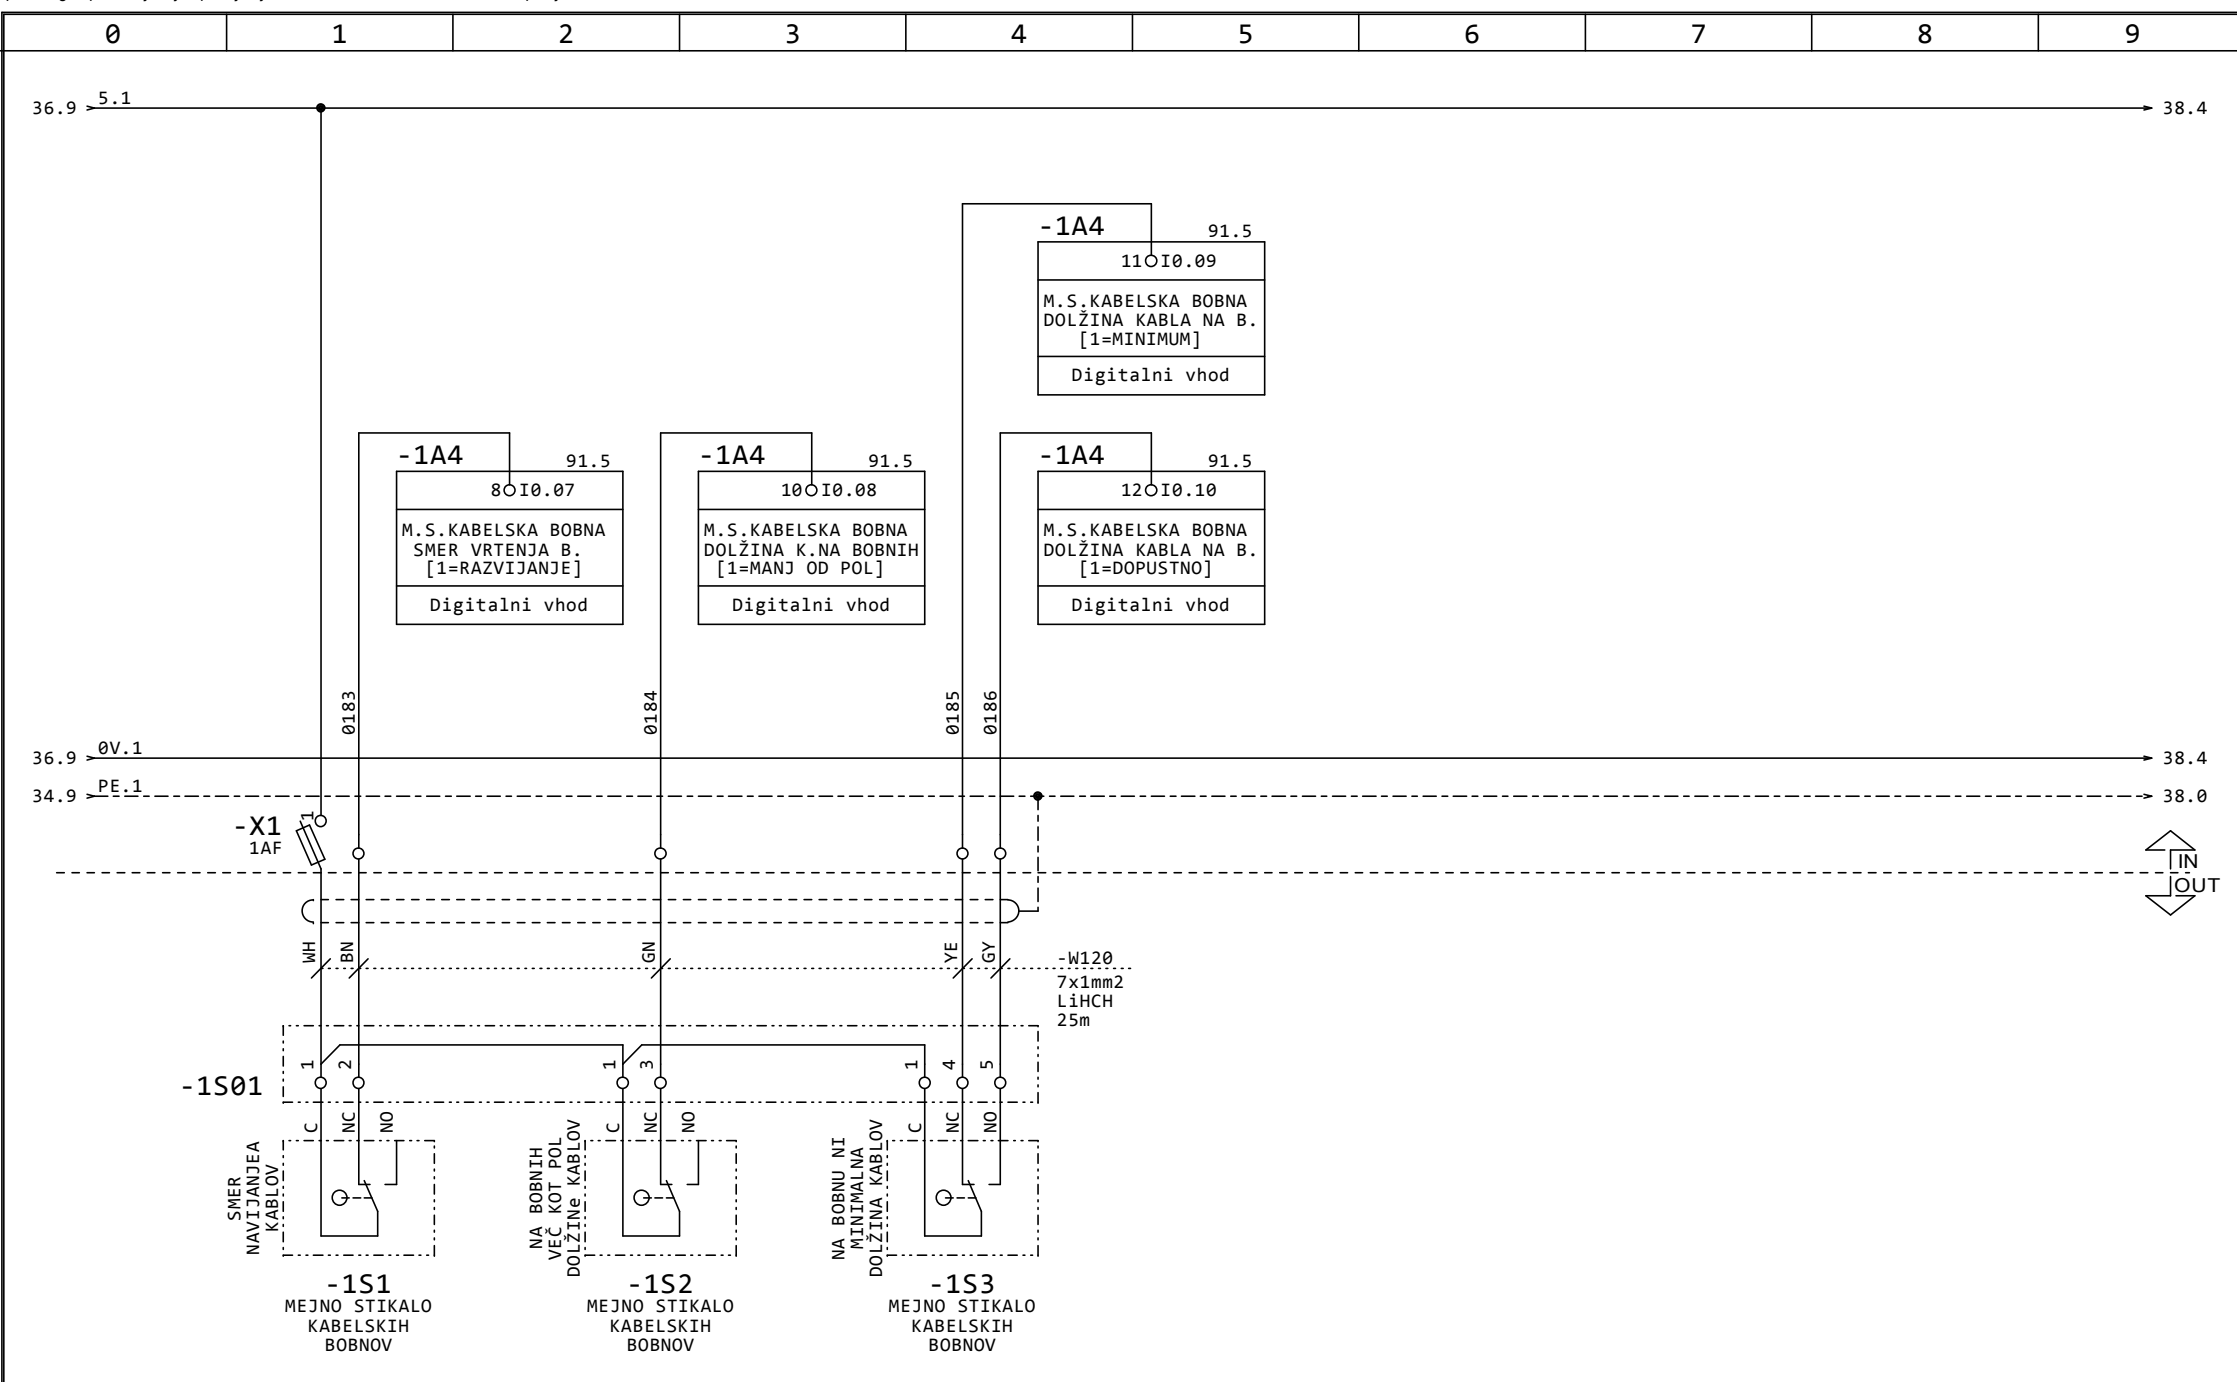 0 1 2 3 4 5 6 7 8 9
36.9 5.1 38.4
-1A4 91.5
11 I0.09
M.S.KABELSKA BOBNA
DOLŽINA KABLA NA B.
[1=MINIMUM]
Digitalni vhod
-1A4 91.5
8 I0.07
M.S.KABELSKA BOBNA
SMER VRTENJA B.
[1=RAZVIJANJE]
Digitalni vhod
-1A4 91.5
10 I0.08
M.S.KABELSKA BOBNA
DOLŽINA K.NA BOBNIH
[1=MANJ OD POL]
Digitalni vhod
-1A4 91.5
12 I0.10
M.S.KABELSKA BOBNA
DOLŽINA KABLA NA B.
[1=DOPUSTNO]
Digitalni vhod
0183 0184 0185 0186
36.9 0V.1 38.4
34.9 PE.1 38.0
-X1 1
1AF
IN
OUT
WH BN GN YE GY
-W120
7x1mm2
LiHCH
25m
-1S01
1 2 1 3 1 4 5
C NC NO C NC NO C NC NO
SMER
NAVIJANJEA
KABLOV
NA BOBNIH
VEČ KOT POL
DOLŽINe KABLOV
NA BOBNU NI
MINIMALNA
DOLŽINA KABLOV
-1S1
MEJNO STIKALO
KABELSKIH
BOBNOV
-1S2
MEJNO STIKALO
KABELSKIH
BOBNOV
-1S3
MEJNO STIKALO
KABELSKIH
BOBNOV